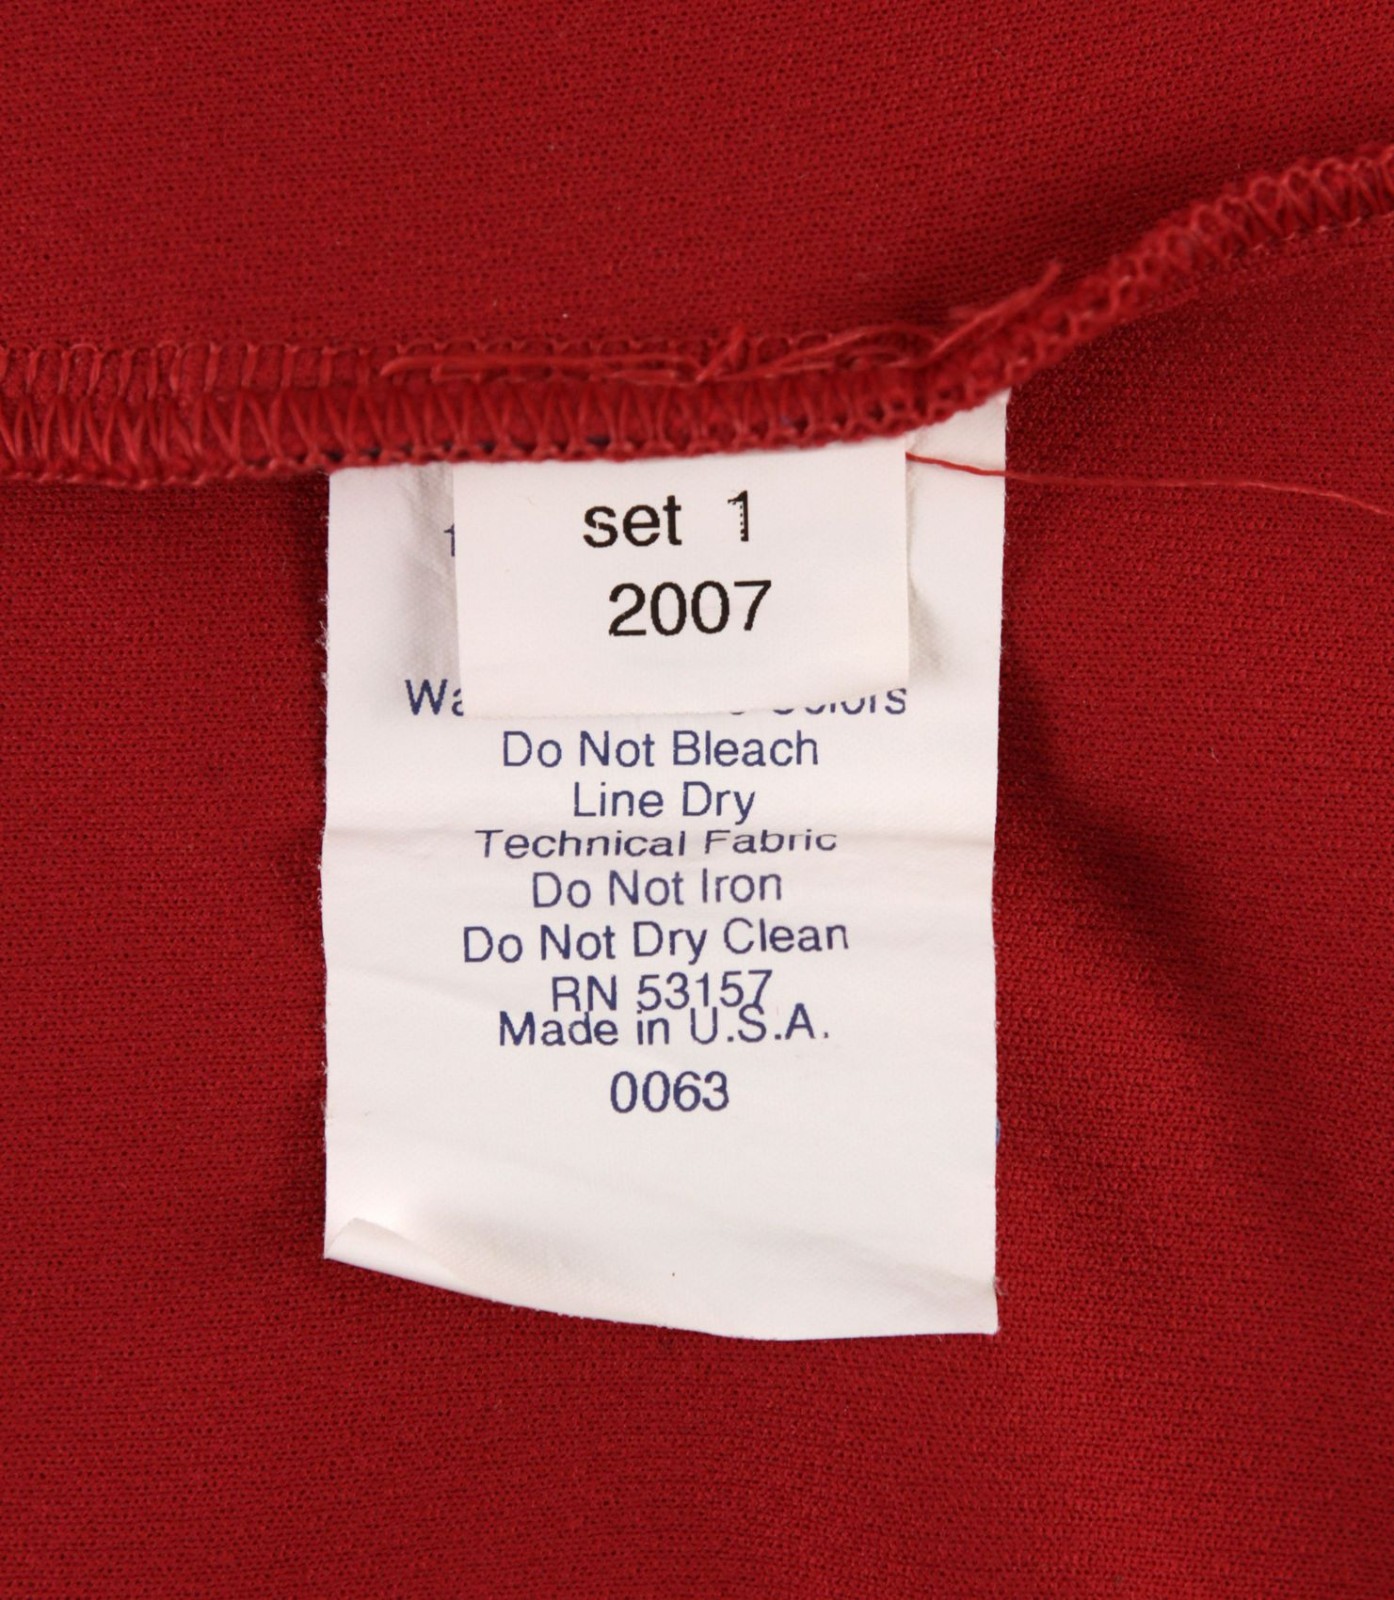 set 1
2007
Do Not Bleach
Line Dry
Technical Fabric
Do Not Iron
Do Not Dry Clean
RN 53157
Made in U.S.A.
0063